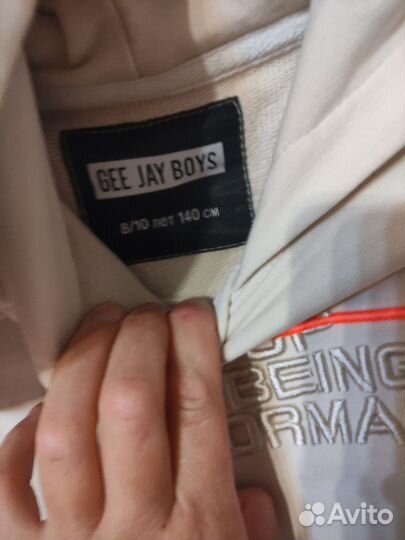 GEE JAY BOYS
8/10 лет 140 см
BEING
ORMA
Avito